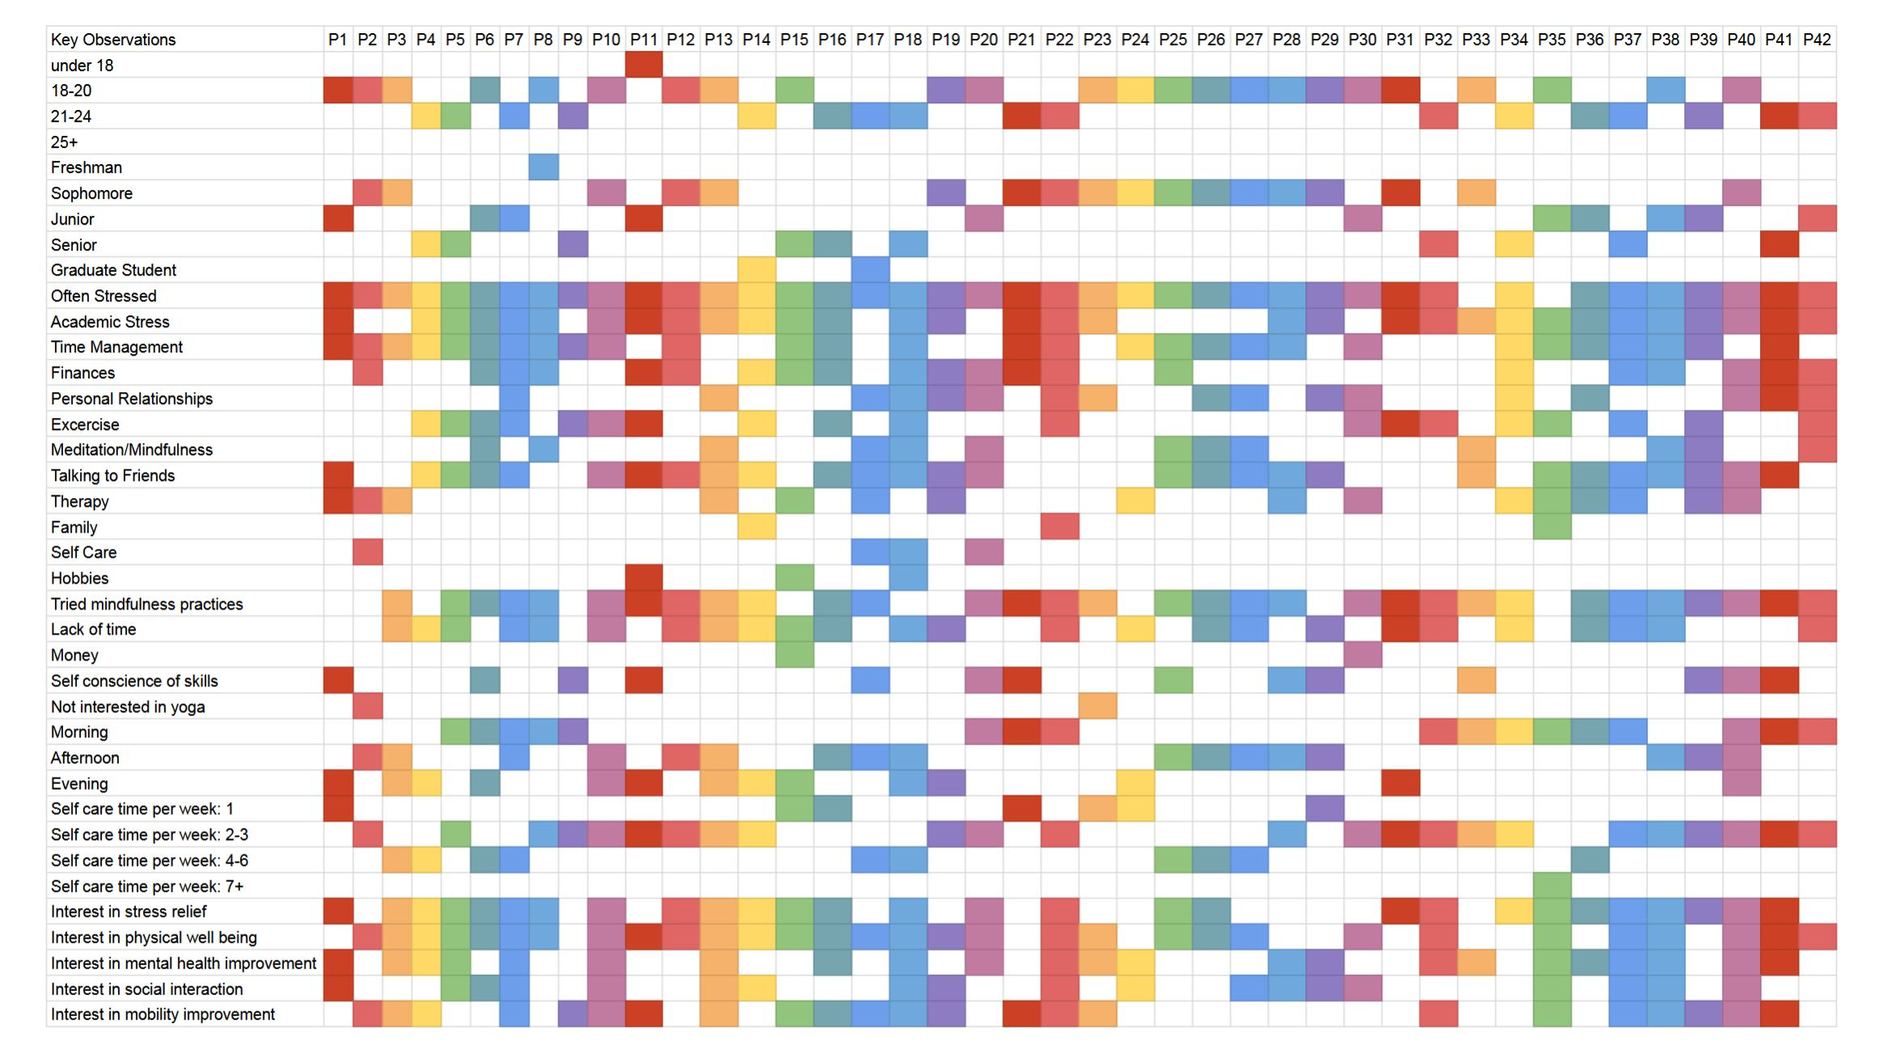 Key Observations P1 P2 P3 P4 P5 P6 P7 P8 P9 P10 P11 P12 P13 P14 P15 P16 P17 P18 P19 P20 P21 P22 P23 P24 P25 P26 P27 P28 P29 P30 P31 P32 P33 P34 P35 P36 P37 P38 P39 P40 P41 P42
under 18
18-20
21-24
25+
Freshman
Sophomore
Junior
Senior
Graduate Student
Often Stressed
Academic Stress
Time Management
Finances
Personal Relationships
Excercise
Meditation/Mindfulness
Talking to Friends
Therapy
Family
Self Care
Hobbies
Tried mindfulness practices
Lack of time
Money
Self conscience of skills
Not interested in yoga
Morning
Afternoon
Evening
Self care time per week: 1
Self care time per week: 2-3
Self care time per week: 4-6
Self care time per week: 7+
Interest in stress relief
Interest in physical well being
Interest in mental health improvement
Interest in social interaction
Interest in mobility improvement